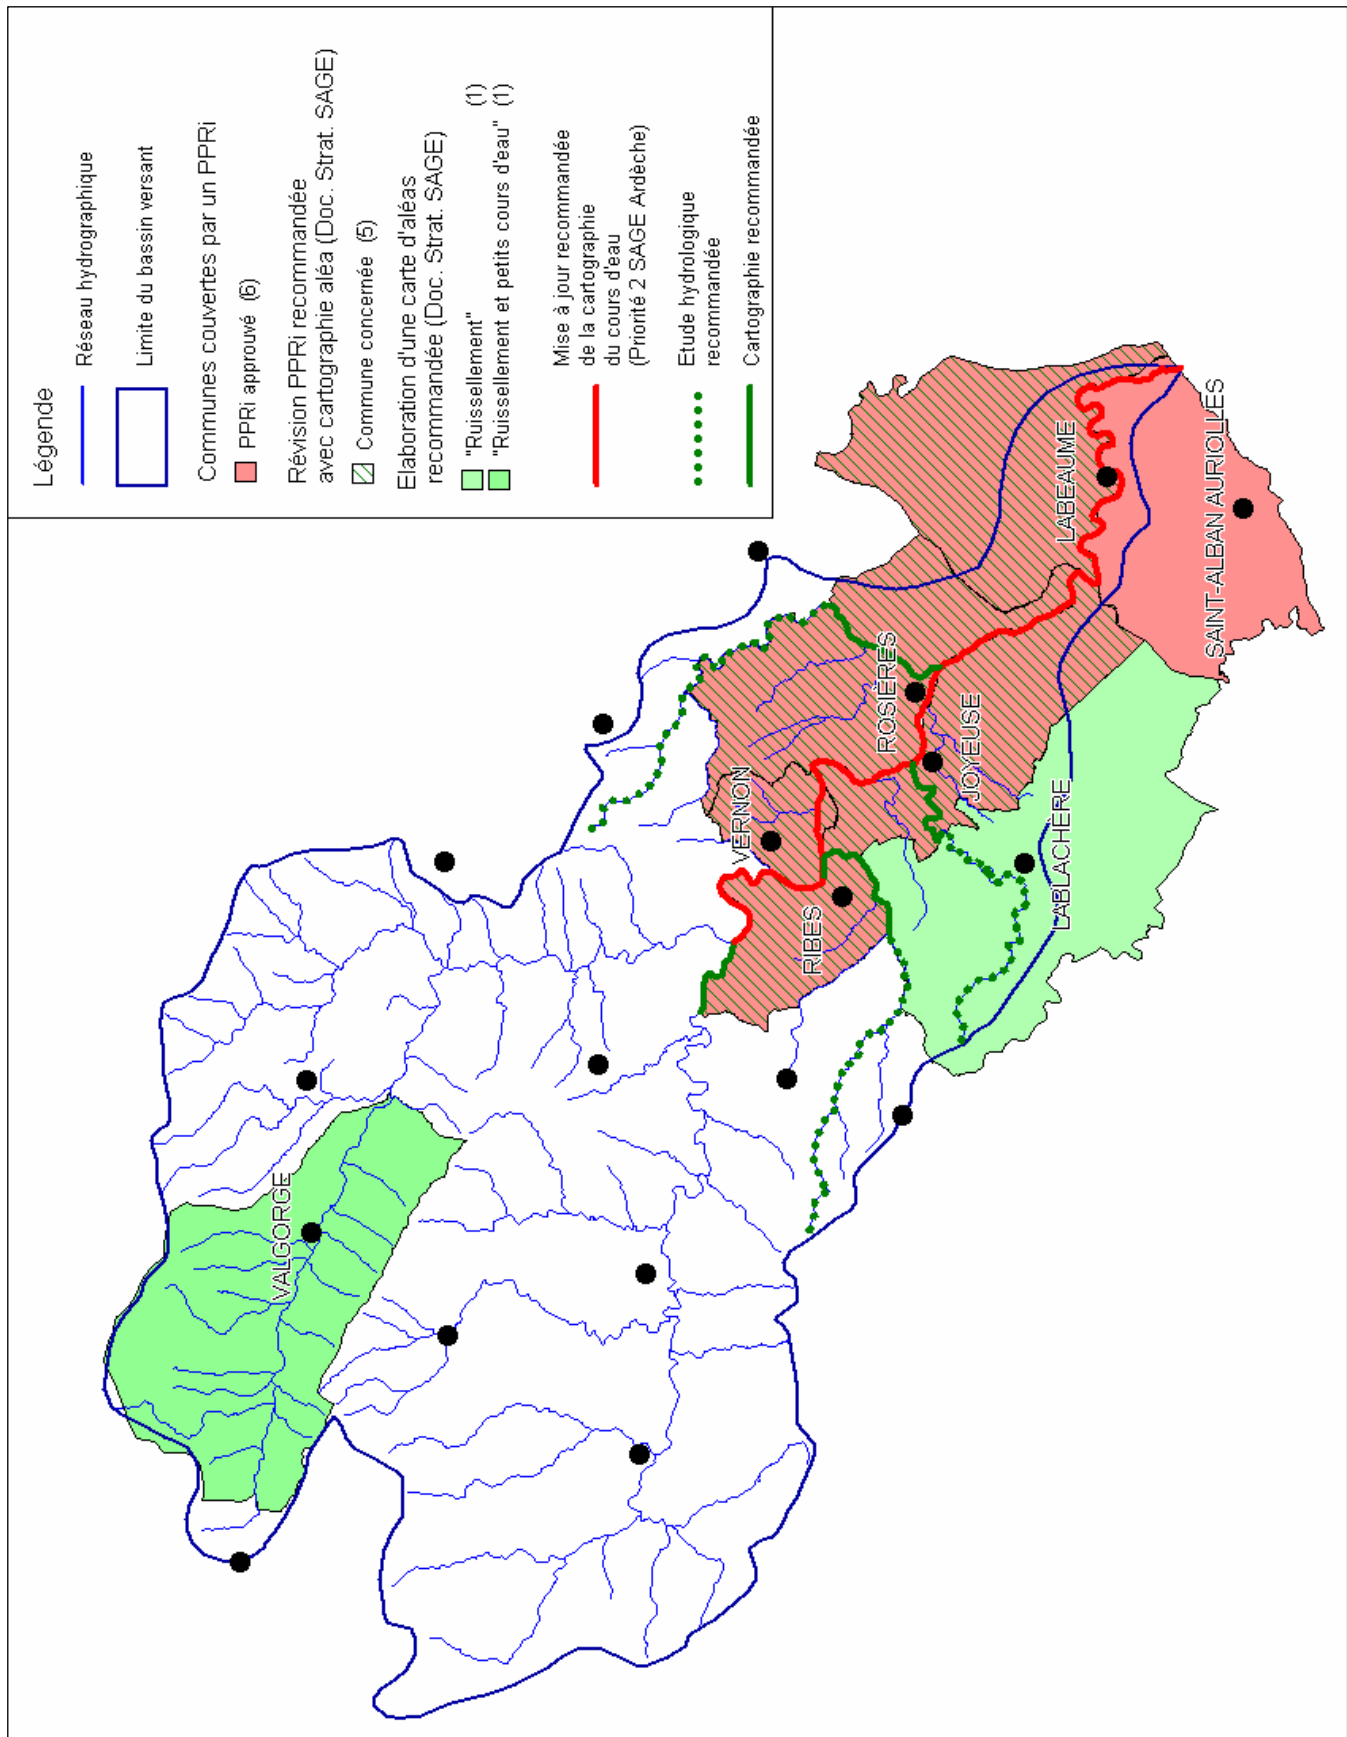 Légende
Réseau hydrographique
Limite du bassin versant
Communes couvertes par un PPRi
PPRi approuvé (6)
Révision PPRi recommandée
avec cartographie aléa (Doc. Strat. SAGE)
Commune concernée (5)
Elaboration d'une carte d'aléas
recommandée (Doc. Strat. SAGE)
"Ruissellement" (1)
"Ruissellement et petits cours d'eau" (1)
Mise à jour recommandée
de la cartographie
du cours d'eau
(Priorité 2 SAGE Ardèche)
Etude hydrologique
recommandée
Cartographie recommandée
VALGORGE
VERNON
RIBES
ROSIÈRES
JOYEUSE
LABLACHÈRE
LABEAUME
SAINT-ALBAN AURIOLLES